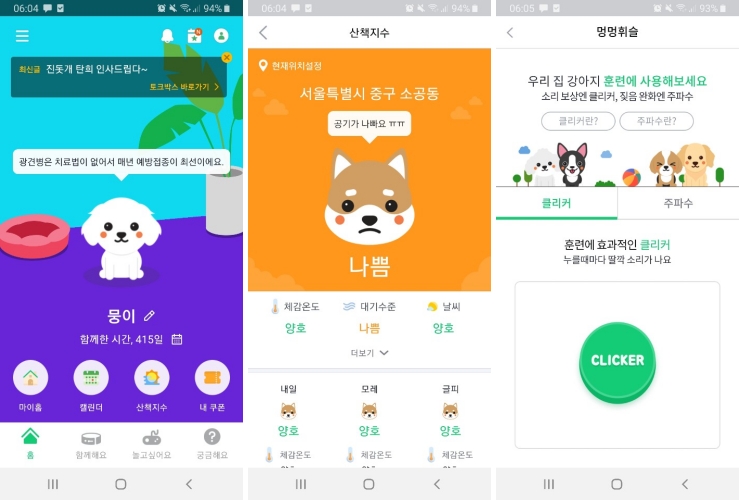 06:04
94%
최신글 진돗개 탄희 인사드립다~
토크박스 바로가기 >
광견병은 치료법이 없어서 매년 예방접종이 최선이에요.
뭉이
함께한 시간, 415일
마이홈 캘린더 산책지수 내 쿠폰
홈 함께해요 놀고싶어요 궁금해요
06:04
94%
산책지수
현재위치설정
서울특별시 중구 소공동
공기가 나빠요 ㅠㅠ
나쁨
체감온도 대기수준 날씨
양호 나쁨 양호
더보기
내일 모레 글피
양호 양호 양호
체감온도 체감온도 체감온도
06:05
93%
멍멍휘슬
우리 집 강아지 훈련에 사용해보세요
소리 보상엔 클리커, 짖음 완화엔 주파수
클리커란? 주파수란?
클리커 주파수
훈련에 효과적인 클리커
누를때마다 딸깍 소리가 나요
CLICKER